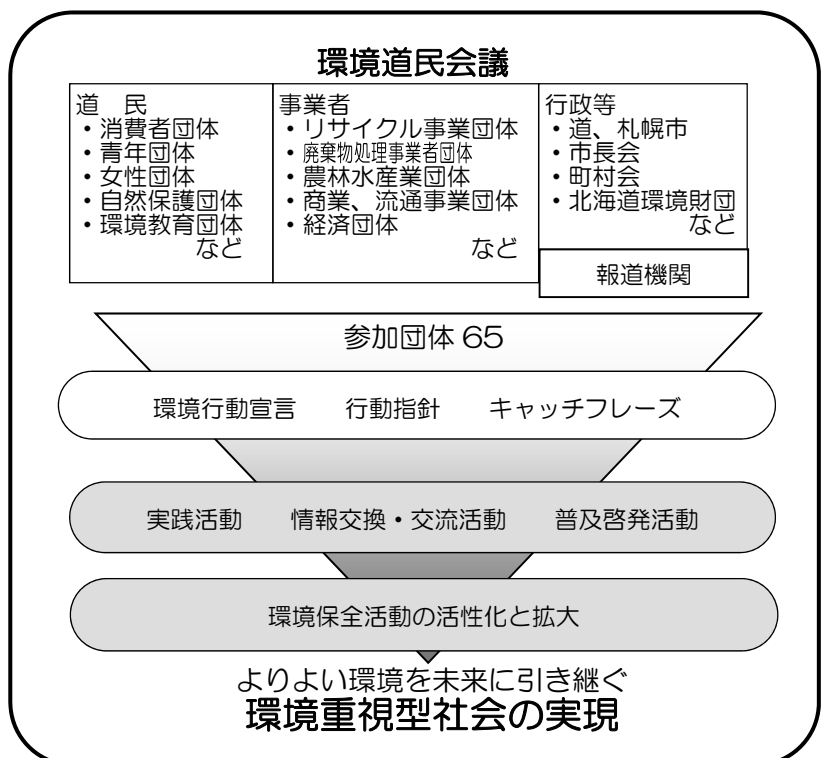 環境道民会議
道　民
・消費者団体
・青年団体
・女性団体
・自然保護団体
・環境教育団体
など
事業者
・リサイクル事業団体
・廃棄物処理事業者団体
・農林水産業団体
・商業、流通事業団体
・経済団体
など
行政等
・道、札幌市
・市長会
・町村会
・北海道環境財団
など
報道機関
参加団体 65
環境行動宣言　行動指針　キャッチフレーズ
実践活動　情報交換・交流活動　普及啓発活動
環境保全活動の活性化と拡大
よりよい環境を未来に引き継ぐ
環境重視型社会の実現